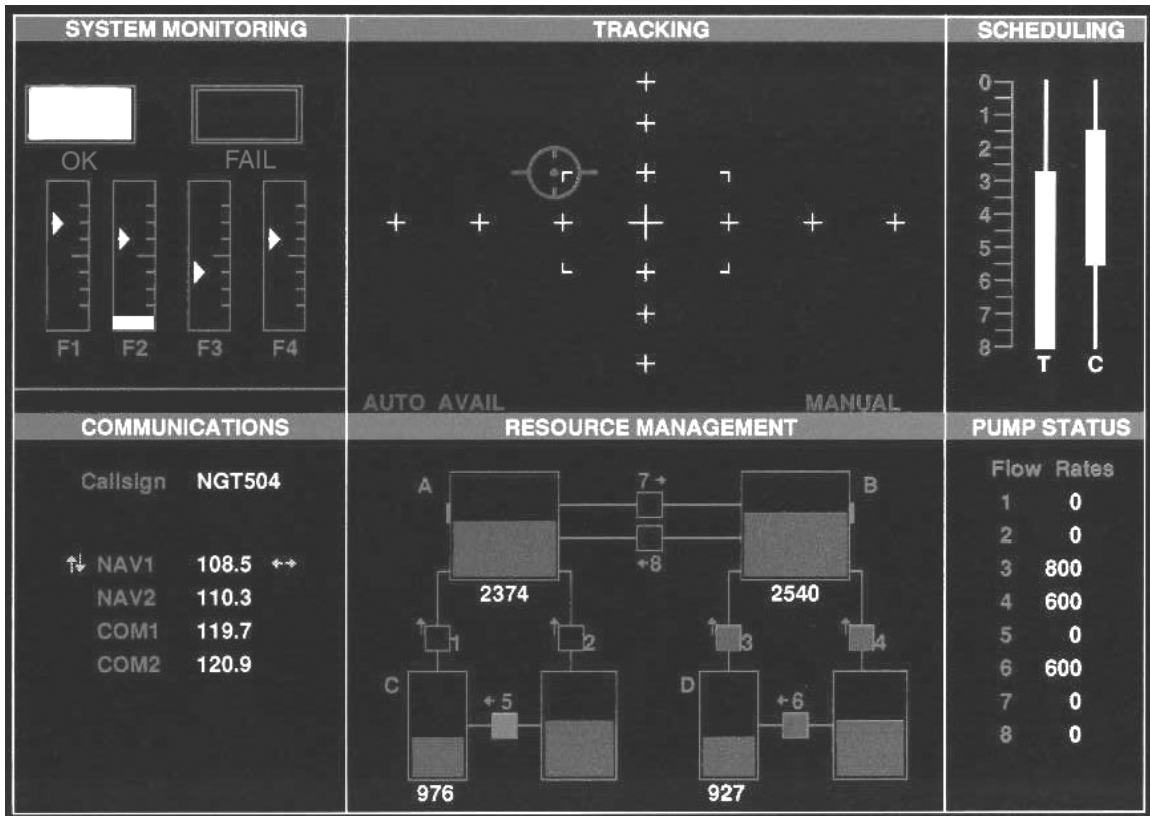 SYSTEM MONITORING
OK FAIL
F1 F2 F3 F4
TRACKING
AUTO AVAIL MANUAL
SCHEDULING
0
1
2
3
4
5
6
7
8
T C
COMMUNICATIONS
Callsign NGT504
NAV1 108.5
NAV2 110.3
COM1 119.7
COM2 120.9
RESOURCE MANAGEMENT
A 7 B
8
2374 2540
1 2 3 4
C 5 D 6
976 927
PUMP STATUS
Flow Rates
1 0
2 0
3 800
4 600
5 0
6 600
7 0
8 0